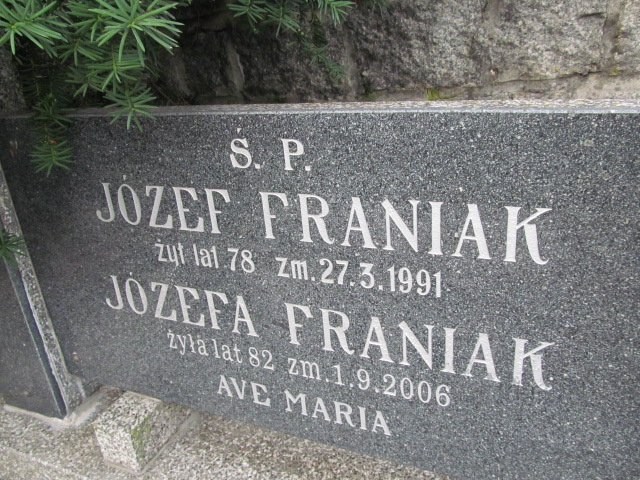 Ś. P.
JÓZEF FRANIAK
żył lat 78 zm. 27.3.1991
JÓZEFA FRANIAK
żyła lat 82 zm. 1.9.2006
AVE MARIA